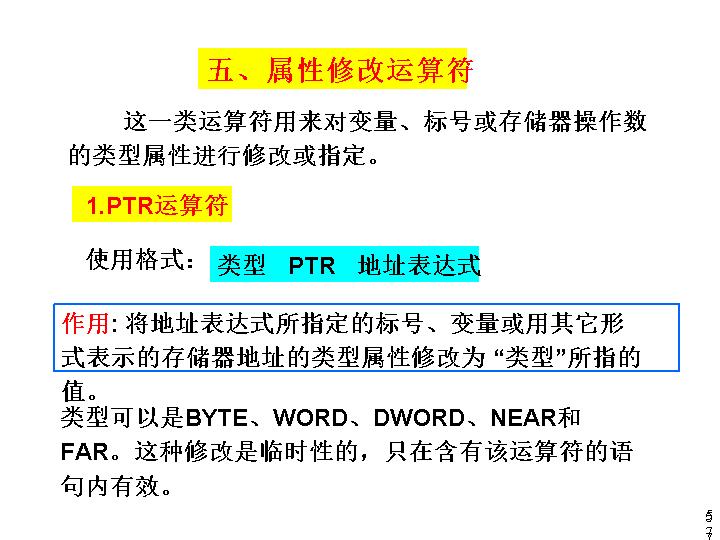 五、属性修改运算符
这一类运算符用来对变量、标号或存储器操作数
的类型属性进行修改或指定。
1. PTR运算符
使用格式： 类型 PTR 地址表达式
作用: 将地址表达式所指定的标号、变量或用其它形
式表示的存储器地址的类型属性修改为 “类型”所指的
值。
类型可以是BYTE、WORD、DWORD、NEAR和
FAR。这种修改是临时性的，只在含有该运算符的语
句内有效。